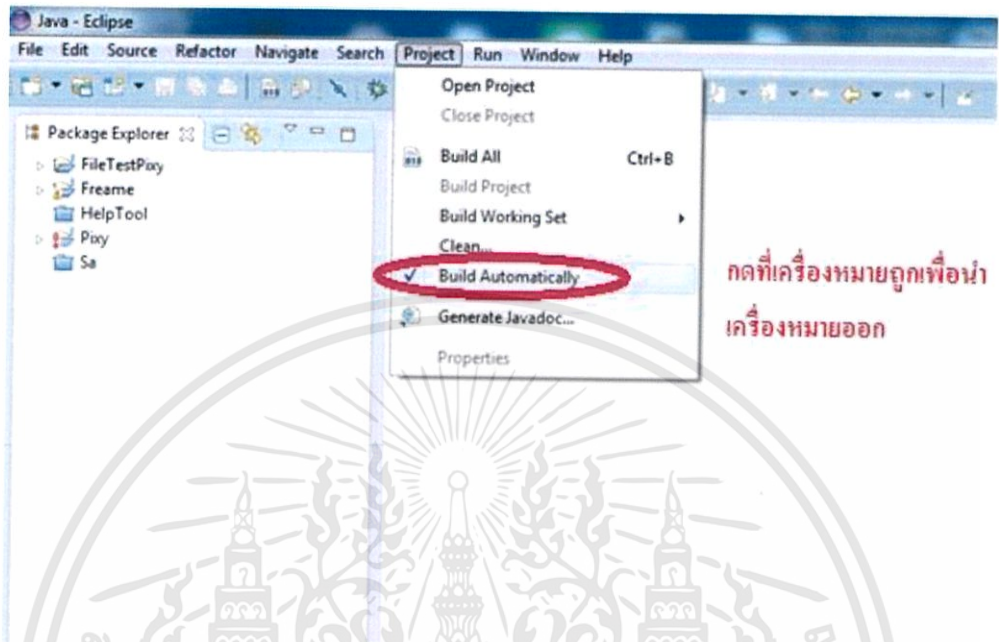 Java - Eclipse
File Edit Source Refactor Navigate Search Project Run Window Help
Package Explorer
FileTestPixy
Freame
HelpTool
Pixy
Sa
Open Project
Close Project
Build All Ctrl+B
Build Project
Build Working Set
Clean...
Build Automatically
Generate Javadoc...
Properties
กดที่เครื่องหมายถูกเพื่อนำ
เครื่องหมายออก